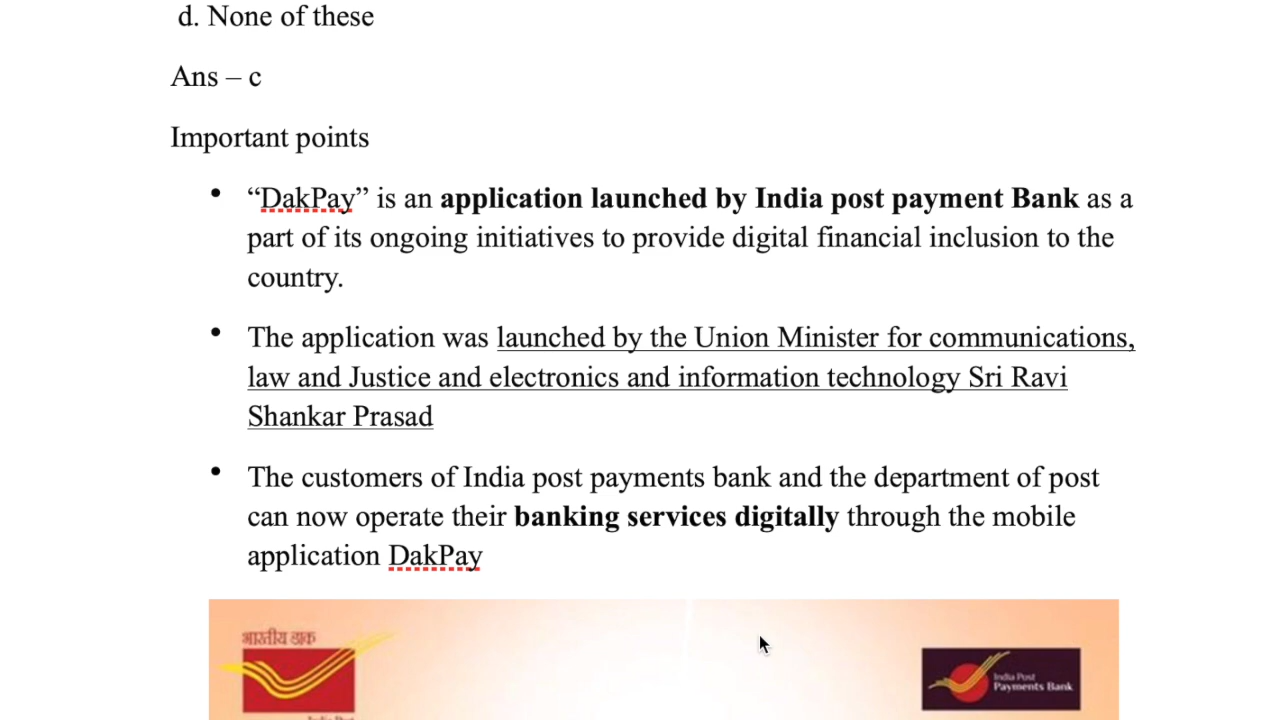 d. None of these
Ans – c
Important points
• “DakPay” is an application launched by India post payment Bank as a
part of its ongoing initiatives to provide digital financial inclusion to the
country.
• The application was launched by the Union Minister for communications,
law and Justice and electronics and information technology Sri Ravi
Shankar Prasad
• The customers of India post payments bank and the department of post
can now operate their banking services digitally through the mobile
application DakPay
भारतीय डाक
India Post
Payments Bank
India Post